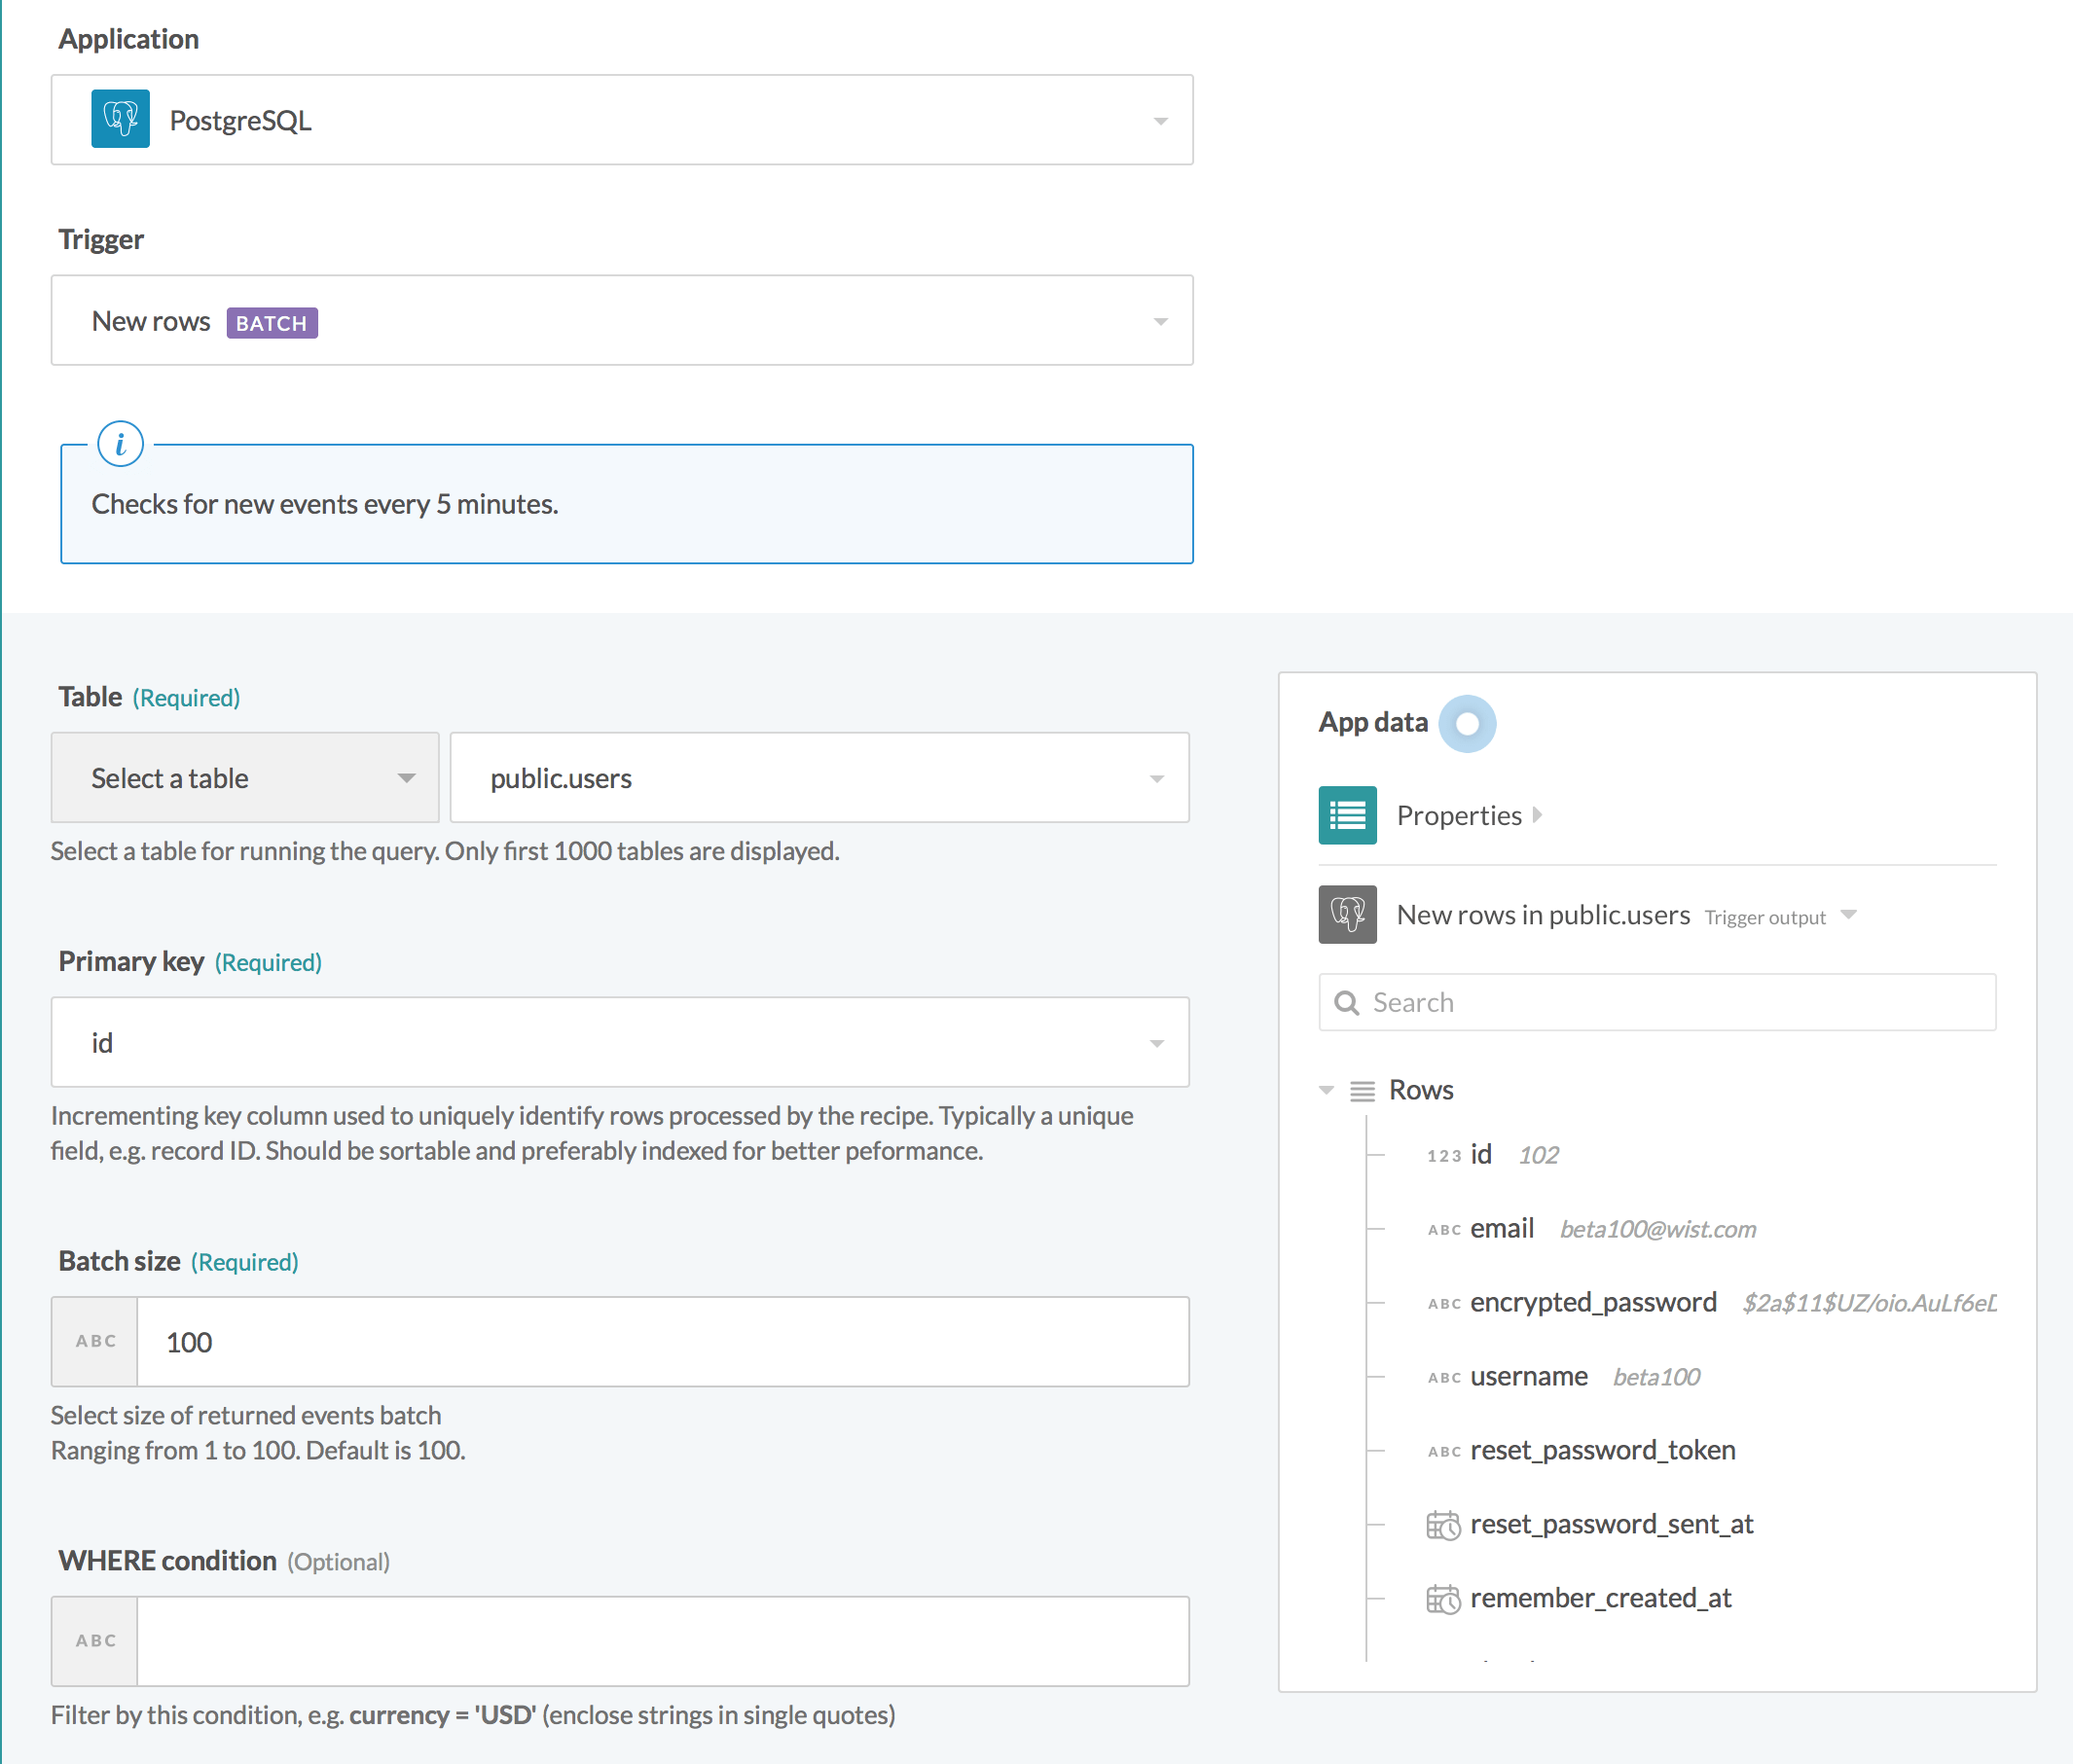 Application
PostgreSQL
Trigger
New rows BATCH
i
Checks for new events every 5 minutes.
Table (Required)
Select a table
public.users
Select a table for running the query. Only first 1000 tables are displayed.
Primary key (Required)
id
Incrementing key column used to uniquely identify rows processed by the recipe. Typically a unique
field, e.g. record ID. Should be sortable and preferably indexed for better peformance.
Batch size (Required)
ABC 100
Select size of returned events batch
Ranging from 1 to 100. Default is 100.
WHERE condition (Optional)
ABC
Filter by this condition, e.g. currency = 'USD' (enclose strings in single quotes)
App data
Properties
New rows in public.users Trigger output
Search
Rows
123 id 102
ABC email beta100@wist.com
ABC encrypted_password $2a$11$UZ/oio.AuLf6e
ABC username beta100
ABC reset_password_token
reset_password_sent_at
remember_created_at